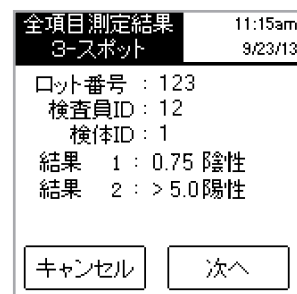 全項目測定結果 11:15am
3-スポット 9/23/13
ロット番号 : 123
検査員ID : 12
検体ID : 1
結果 1 : 0.75 陰性
結果 2 : > 5.0 陽性
キャンセル 次へ